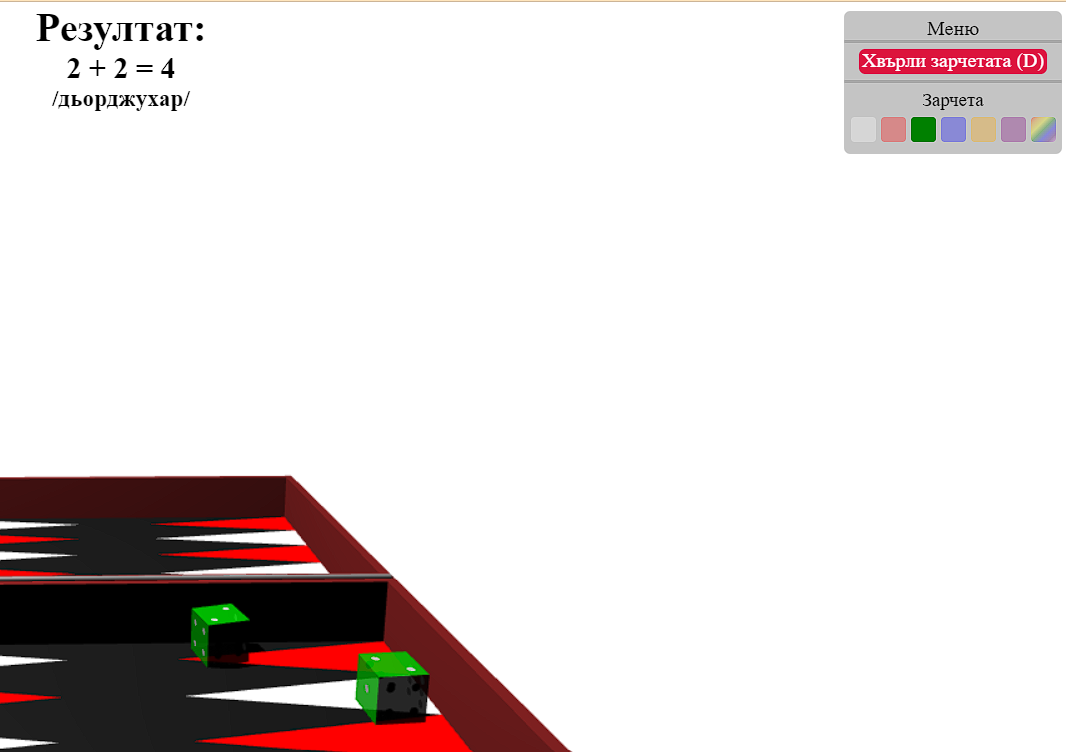 Резултат:
2 + 2 = 4
/дьорджухар/
Меню
Хвърли зарчетата (D)
Зарчета